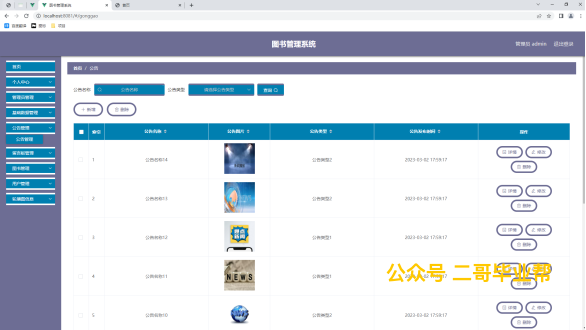 图书管理系统
首页
localhost:8081/#/gonggao
百度翻译
图书管理系统
管理员 admin 退出登录
首页
个人中心
管理员管理
基础数据管理
公告管理
公告管理
留言板管理
图书管理
用户管理
轮播图信息
首页 / 公告
公告名称 公告名称 公告类型 请选择公告类型 查询
+ 新增 删除
索引 公告名称 公告图片 公告类型 公告发布时间 操作
1 公告名称14 公告类型2 2023-03-02 17:59:17 详情 修改 删除
2 公告名称13 公告类型2 2023-03-02 17:59:17 详情 修改 删除
3 公告名称12 公告类型1 2023-03-02 17:59:17 详情 修改 删除
4 公告名称11 NEWS 公告类型1 2023-03-02 17:59:17
公众号 二哥毕业帮
5 公告名称10 公告类型2 2023-03-02 17:59:17 详情 修改 删除